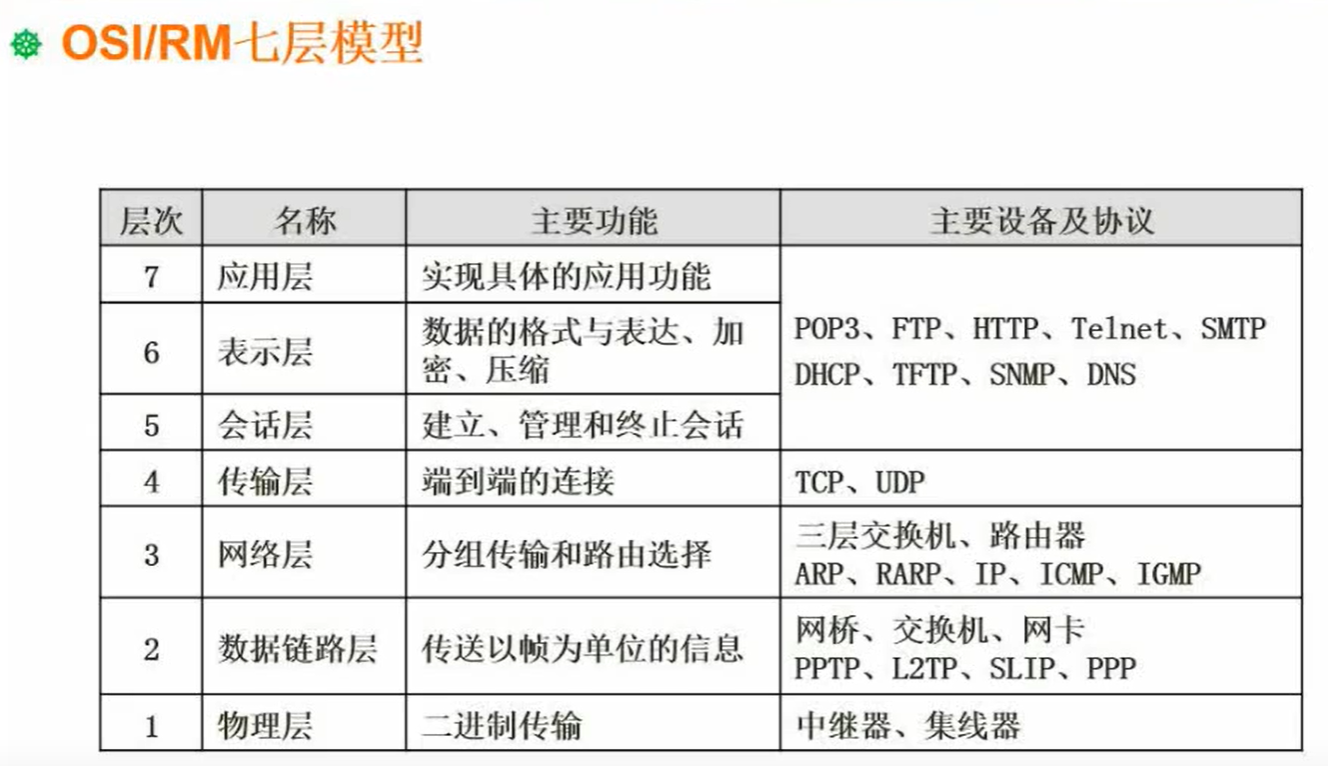 OSI/RM七层模型
层次 名称 主要功能 主要设备及协议
7 应用层 实现具体的应用功能
6 表示层 数据的格式与表达、加
密、压缩
POP3、FTP、HTTP、Telnet、SMTP
DHCP、TFTP、SNMP、DNS
5 会话层 建立、管理和终止会话
4 传输层 端到端的连接 TCP、UDP
3 网络层 分组传输和路由选择 三层交换机、路由器
ARP、RARP、IP、ICMP、IGMP
2 数据链路层 传送以帧为单位的信息 网桥、交换机、网卡
PPTP、L2TP、SLIP、PPP
1 物理层 二进制传输 中继器、集线器